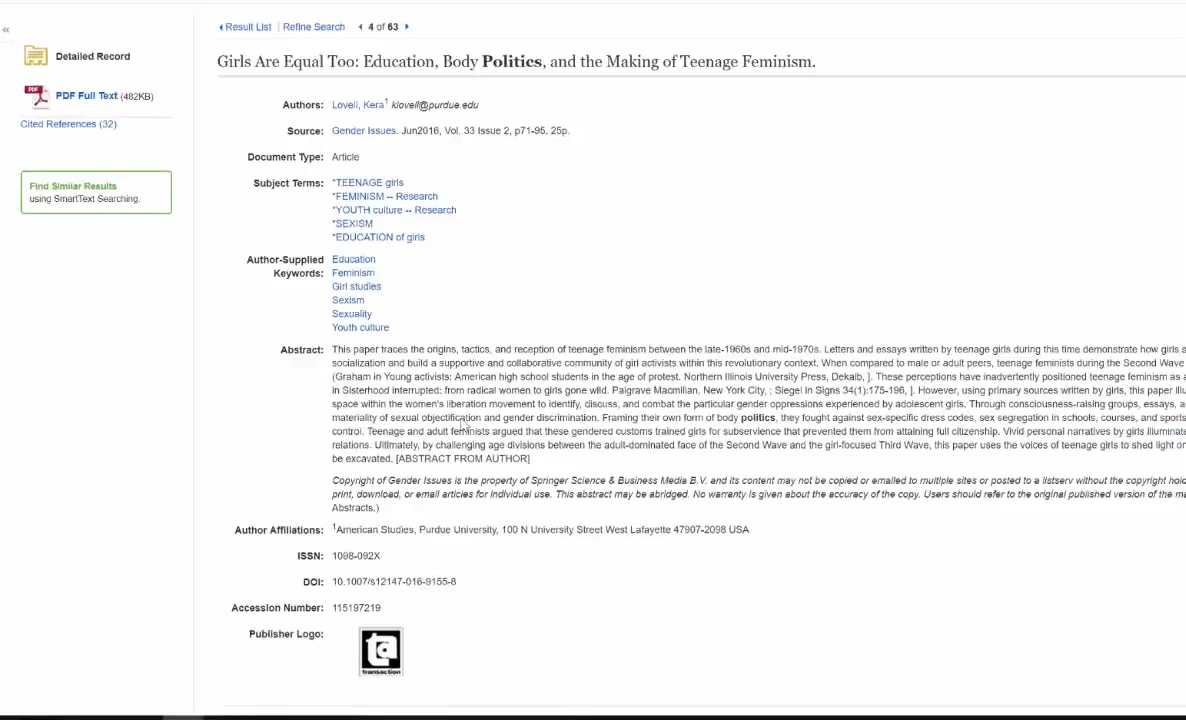 «
Result List | Refine Search 4 of 63
Detailed Record
Girls Are Equal Too: Education, Body Politics, and the Making of Teenage Feminism.
PDF Full Text (482KB)
Authors: Lovell, Kera1 klovell@purdue.edu
Cited References (32)
Source: Gender Issues. Jun2016, Vol. 33 Issue 2, p71-95. 25p.
Document Type: Article
Find Similar Results
using SmartText Searching.
Subject Terms: *TEENAGE girls
*FEMINISM -- Research
*YOUTH culture -- Research
*SEXISM
*EDUCATION of girls
Author-Supplied Keywords: Education
Feminism
Girl studies
Sexism
Sexuality
Youth culture
Abstract: This paper traces the origins, tactics, and reception of teenage feminism between the late-1960s and mid-1970s. Letters and essays written by teenage girls during this time demonstrate how girls s
socialization and build a supportive and collaborative community of girl activists within this revolutionary context. When compared to male or adult peers, teenage feminists during the Second Wave
(Graham in Young activists: American high school students in the age of protest. Northern Illinois University Press, Dekalb, ]. These perceptions have inadvertently positioned teenage feminism as a
in Sisterhood interrupted: from radical women to girls gone wild. Palgrave Macmillan, New York City, ; Siegel in Signs 34(1):175-196, ]. However, using primary sources written by girls, this paper illu
space within the women's liberation movement to identify, discuss, and combat the particular gender oppressions experienced by adolescent girls. Through consciousness-raising groups, essays, a
materiality of sexual objectification and gender discrimination. Framing their own form of body politics, they fought against sex-specific dress codes, sex segregation in schools, courses, and sports
control. Teenage and adult feminists argued that these gendered customs trained girls for subservience that prevented them from attaining full citizenship. Vivid personal narratives by girls illuminate
relations. Ultimately, by challenging age divisions between the adult-dominated face of the Second Wave and the girl-focused Third Wave, this paper uses the voices of teenage girls to shed light on
be excavated. [ABSTRACT FROM AUTHOR]
Copyright of Gender Issues is the property of Springer Science & Business Media B.V. and its content may not be copied or emailed to multiple sites or posted to a listserv without the copyright hold
print, download, or email articles for individual use. This abstract may be abridged. No warranty is given about the accuracy of the copy. Users should refer to the original published version of the ma
Abstracts.)
Author Affiliations: 1American Studies, Purdue University, 100 N University Street West Lafayette 47907-2098 USA
ISSN: 1098-092X
DOI: 10.1007/s12147-016-9155-8
Accession Number: 115197219
Publisher Logo:
ta
transaction